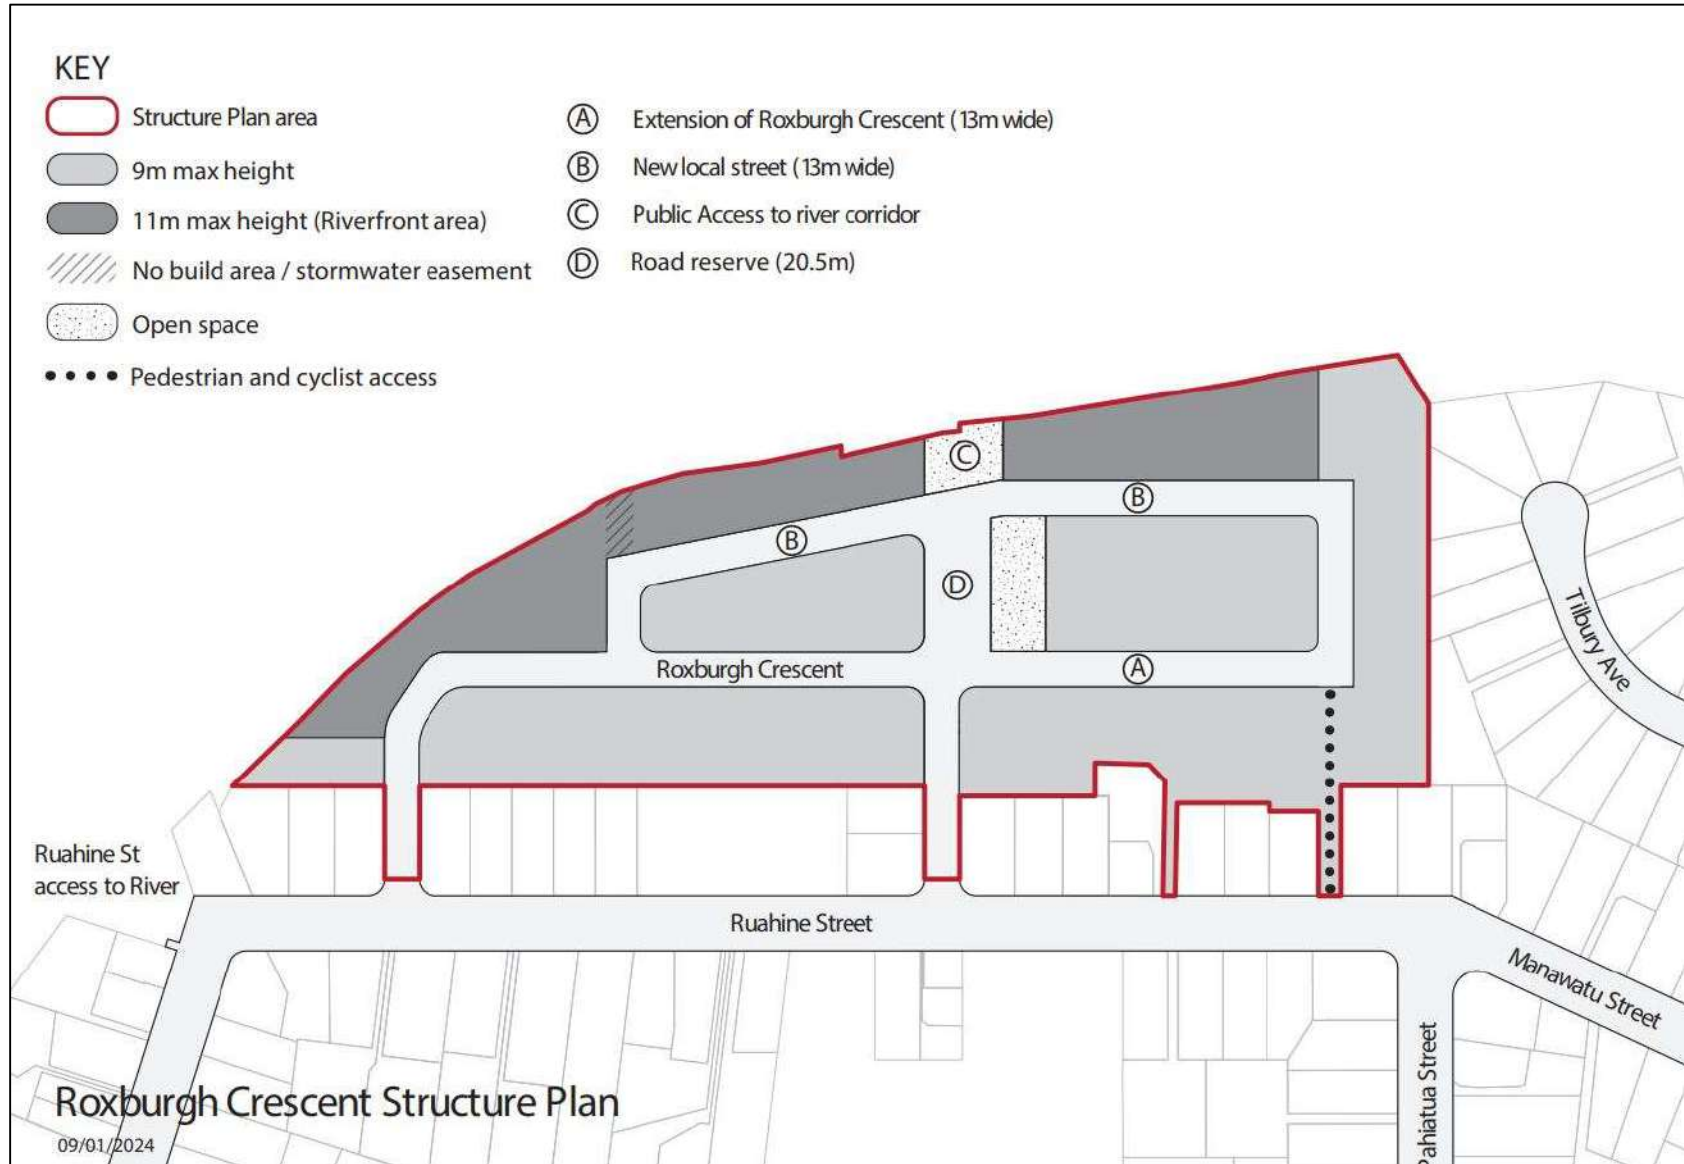 KEY
Structure Plan area
9m max height
11m max height (Riverfront area)
No build area / stormwater easement
Open space
Pedestrian and cyclist access
A Extension of Roxburgh Crescent (13m wide)
B New local street (13m wide)
C Public Access to river corridor
D Road reserve (20.5m)
C
B
B
D
A
Roxburgh Crescent
Tilbury Ave
Ruahine St
access to River
Ruahine Street
Manawatu Street
Pahiatua Street
Roxburgh Crescent Structure Plan
09/01/2024